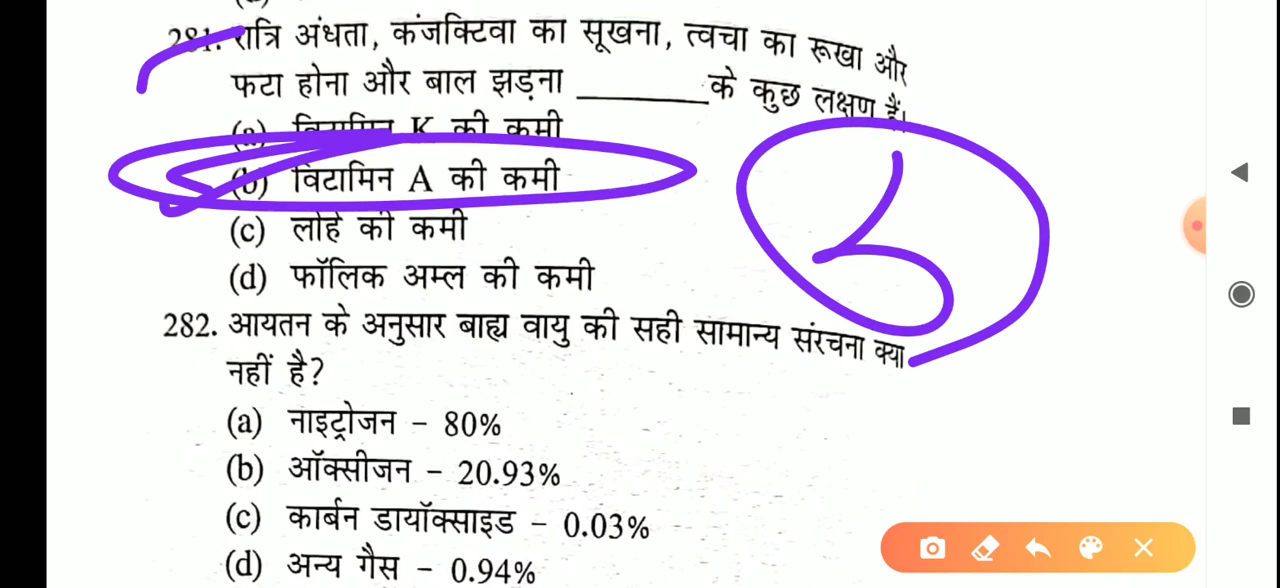 281. रात्रि अंधता, कंजक्टिवा का सूखना, त्वचा का रूखा और
फटा होना और बाल झड़ना ________ के कुछ लक्षण हैं।
(a) विटामिन K की कमी
(b) विटामिन A की कमी
(c) लोहे की कमी
(d) फॉलिक अम्ल की कमी
282. आयतन के अनुसार बाह्य वायु की सही सामान्य संरचना क्या
नहीं है?
(a) नाइट्रोजन – 80%
(b) ऑक्सीजन – 20.93%
(c) कार्बन डायॉक्साइड – 0.03%
(d) अन्य गैस – 0.94%